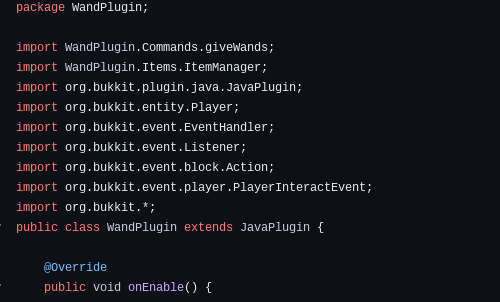 package WandPlugin;
import WandPlugin.Commands.giveWands;
import WandPlugin.Items.ItemManager;
import org.bukkit.plugin.java.JavaPlugin;
import org.bukkit.entity.Player;
import org.bukkit.event.EventHandler;
import org.bukkit.event.Listener;
import org.bukkit.event.block.Action;
import org.bukkit.event.player.PlayerInteractEvent;
import org.bukkit.*;
public class WandPlugin extends JavaPlugin {
@Override
public void onEnable() {